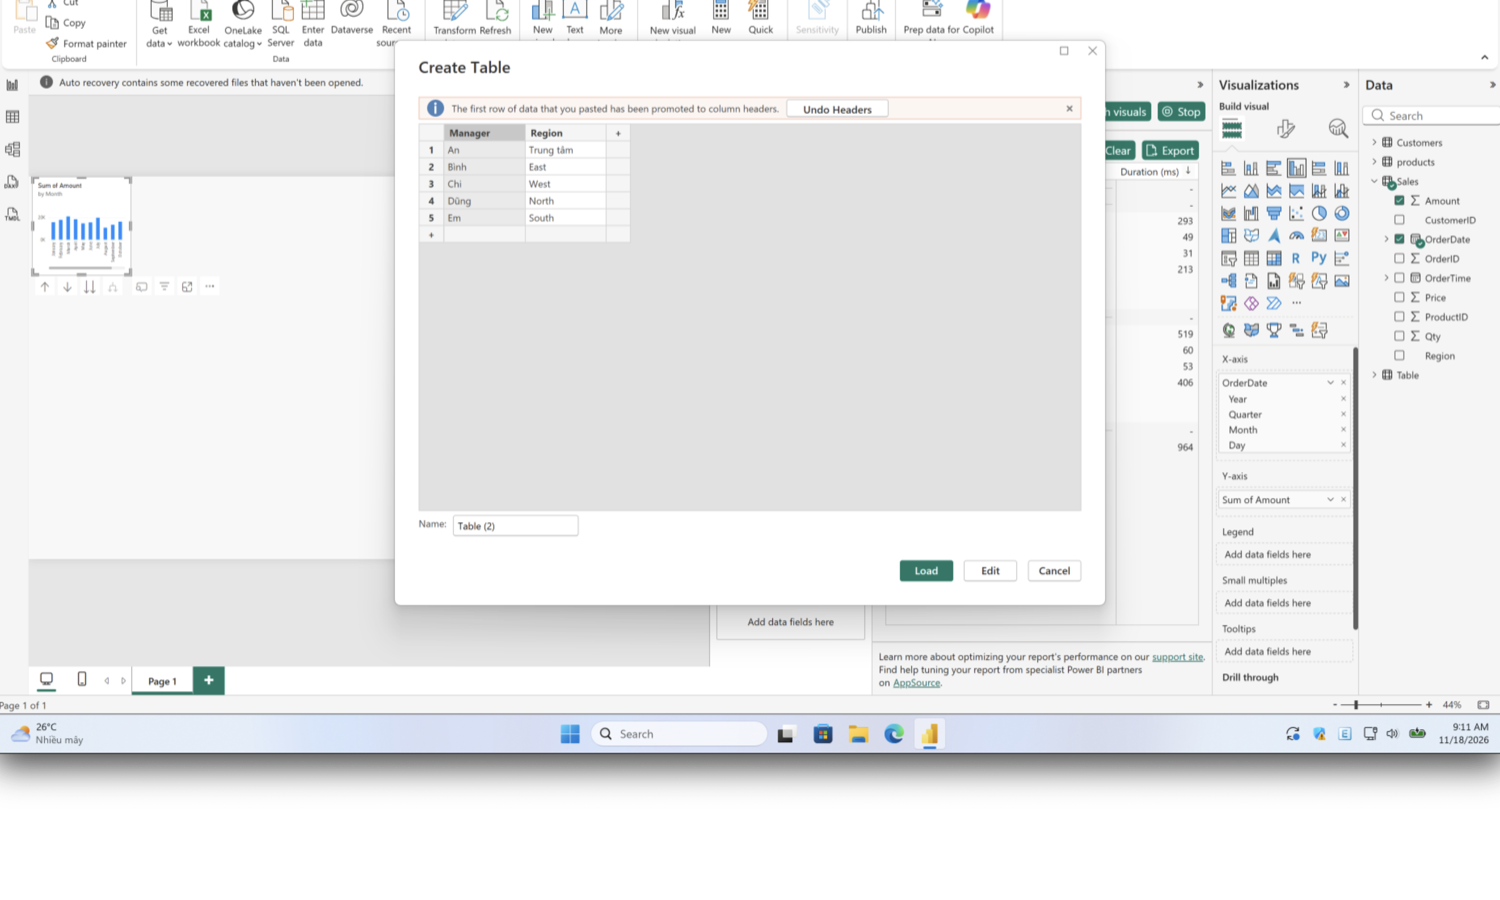 Cut
Paste
Copy
Format painter
Clipboard
Get data
Excel workbook
OneLake catalog
SQL Server
Enter data
Dataverse
Recent
Data
Transform
Refresh
New
Text
More
New visual
New
Quick
Sensitivity
Publish
Prep data for Copilot
Auto recovery contains some recovered files that haven't been opened.
Create Table
The first row of data that you pasted has been promoted to column headers.
Undo Headers
Manager Region +
1 An Trung tâm
2 Bình East
3 Chi West
4 Dũng North
5 Em South
+
Name: Table (2)
Load
Edit
Cancel
Sum of Amount
by Month
visuals
Stop
Clear
Export
Duration (ms)
-
-
293
49
31
213
-
519
60
53
406
-
964
Add data fields here
Learn more about optimizing your report's performance on our support site.
Find help tuning your report from specialist Power BI partners
on AppSource.
Visualizations
Build visual
R
Py
X-axis
OrderDate
Year
Quarter
Month
Day
Y-axis
Sum of Amount
Legend
Add data fields here
Small multiples
Add data fields here
Tooltips
Add data fields here
Drill through
Data
Search
Customers
products
Sales
Amount
CustomerID
OrderDate
OrderID
OrderTime
Price
ProductID
Qty
Region
Table
Page 1
Page 1 of 1
- + 44%
26°C
Nhiều mây
Search
9:11 AM
11/18/2026